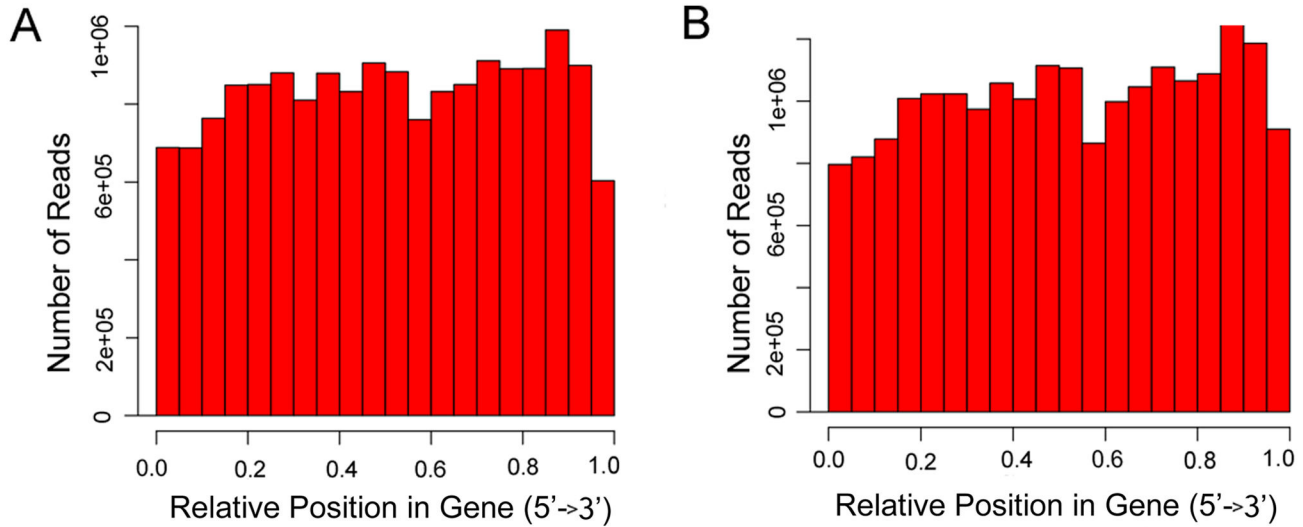 A
Number of Reads
1e+06
6e+05
2e+05
0
0.0 0.2 0.4 0.6 0.8 1.0
Relative Position in Gene (5’->3’)
B
Number of Reads
1e+06
6e+05
2e+05
0
0.0 0.2 0.4 0.6 0.8 1.0
Relative Position in Gene (5’->3’)